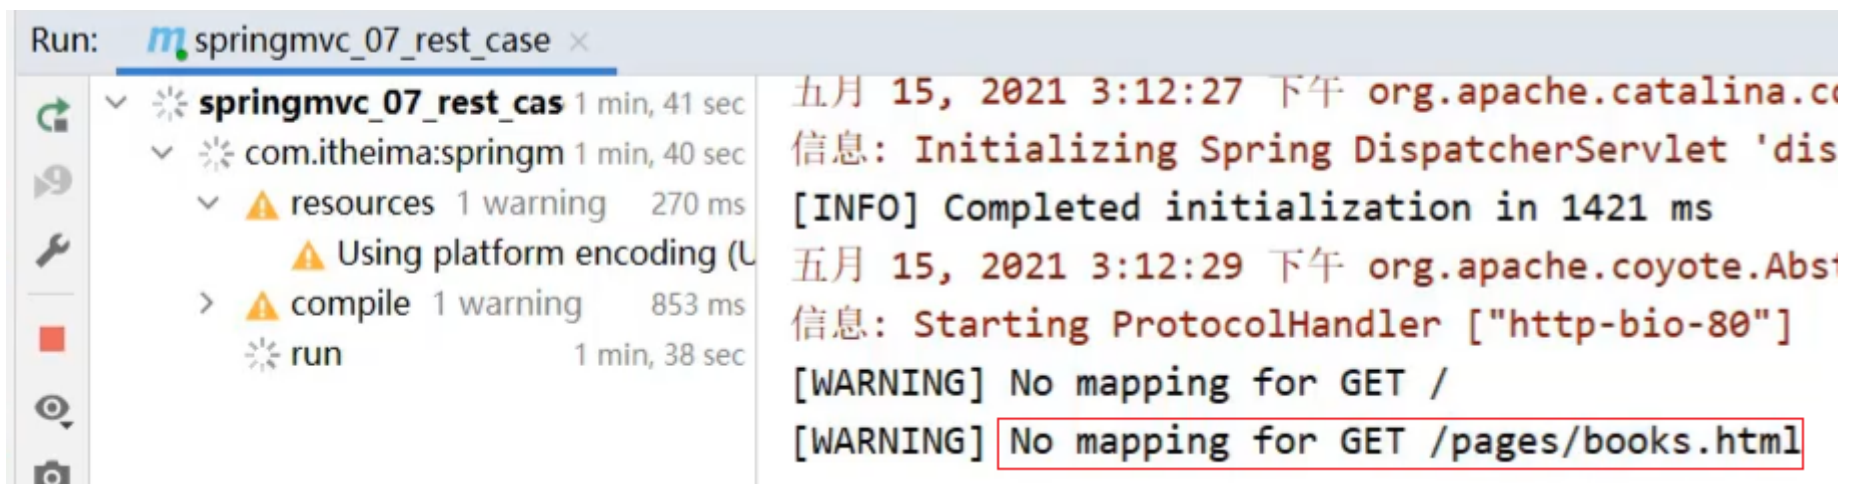 Run: springmvc_07_rest_case
springmvc_07_rest_cas 1 min, 41 sec
com.itheima:springm 1 min, 40 sec
resources 1 warning 270 ms
Using platform encoding (U
compile 1 warning 853 ms
run 1 min, 38 sec
五月 15, 2021 3:12:27 下午 org.apache.catalina.co
信息: Initializing Spring DispatcherServlet 'dis
[INFO] Completed initialization in 1421 ms
五月 15, 2021 3:12:29 下午 org.apache.coyote.Abst
信息: Starting ProtocolHandler ["http-bio-80"]
[WARNING] No mapping for GET /
[WARNING] No mapping for GET /pages/books.html